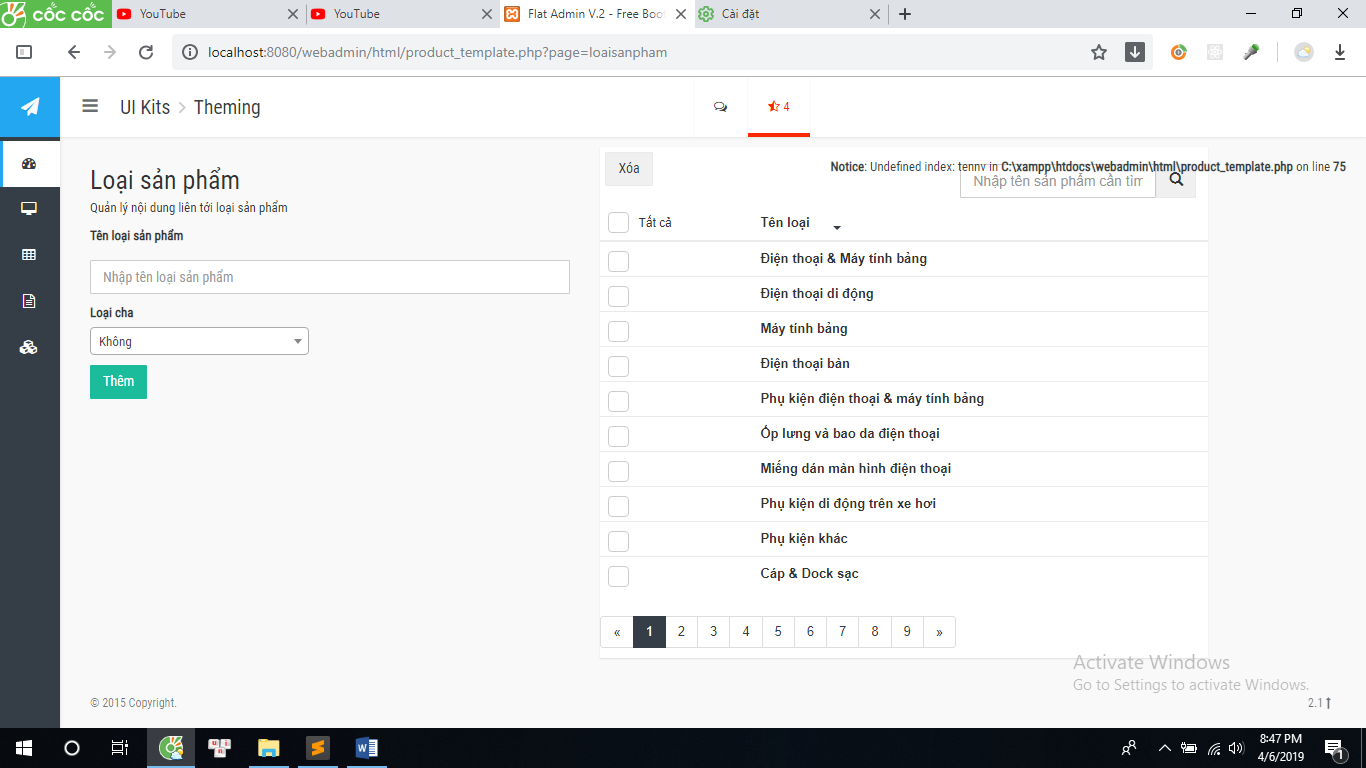 cốc cốc
YouTube
YouTube
Flat Admin V.2 - Free Boot
Cài đặt
localhost:8080/webadmin/html/product_template.php?page=loaisanpham
UI Kits > Theming
4
Loại sản phẩm
Quản lý nội dung liên tới loại sản phẩm
Tên loại sản phẩm
Nhập tên loại sản phẩm
Loại cha
Không
Thêm
Xóa
Notice: Undefined index: tennv in C:\xampp\htdocs\webadmin\html\product_template.php on line 75
Nhập tên sản phẩm cần tìm
Tất cả Tên loại
Điện thoại & Máy tính bảng
Điện thoại di động
Máy tính bảng
Điện thoại bàn
Phụ kiện điện thoại & máy tính bảng
Ốp lưng và bao da điện thoại
Miếng dán màn hình điện thoại
Phụ kiện di động trên xe hơi
Phụ kiện khác
Cáp & Dock sạc
« 1 2 3 4 5 6 7 8 9 »
Activate Windows
Go to Settings to activate Windows.
© 2015 Copyright.
2.1
8:47 PM
4/6/2019
1